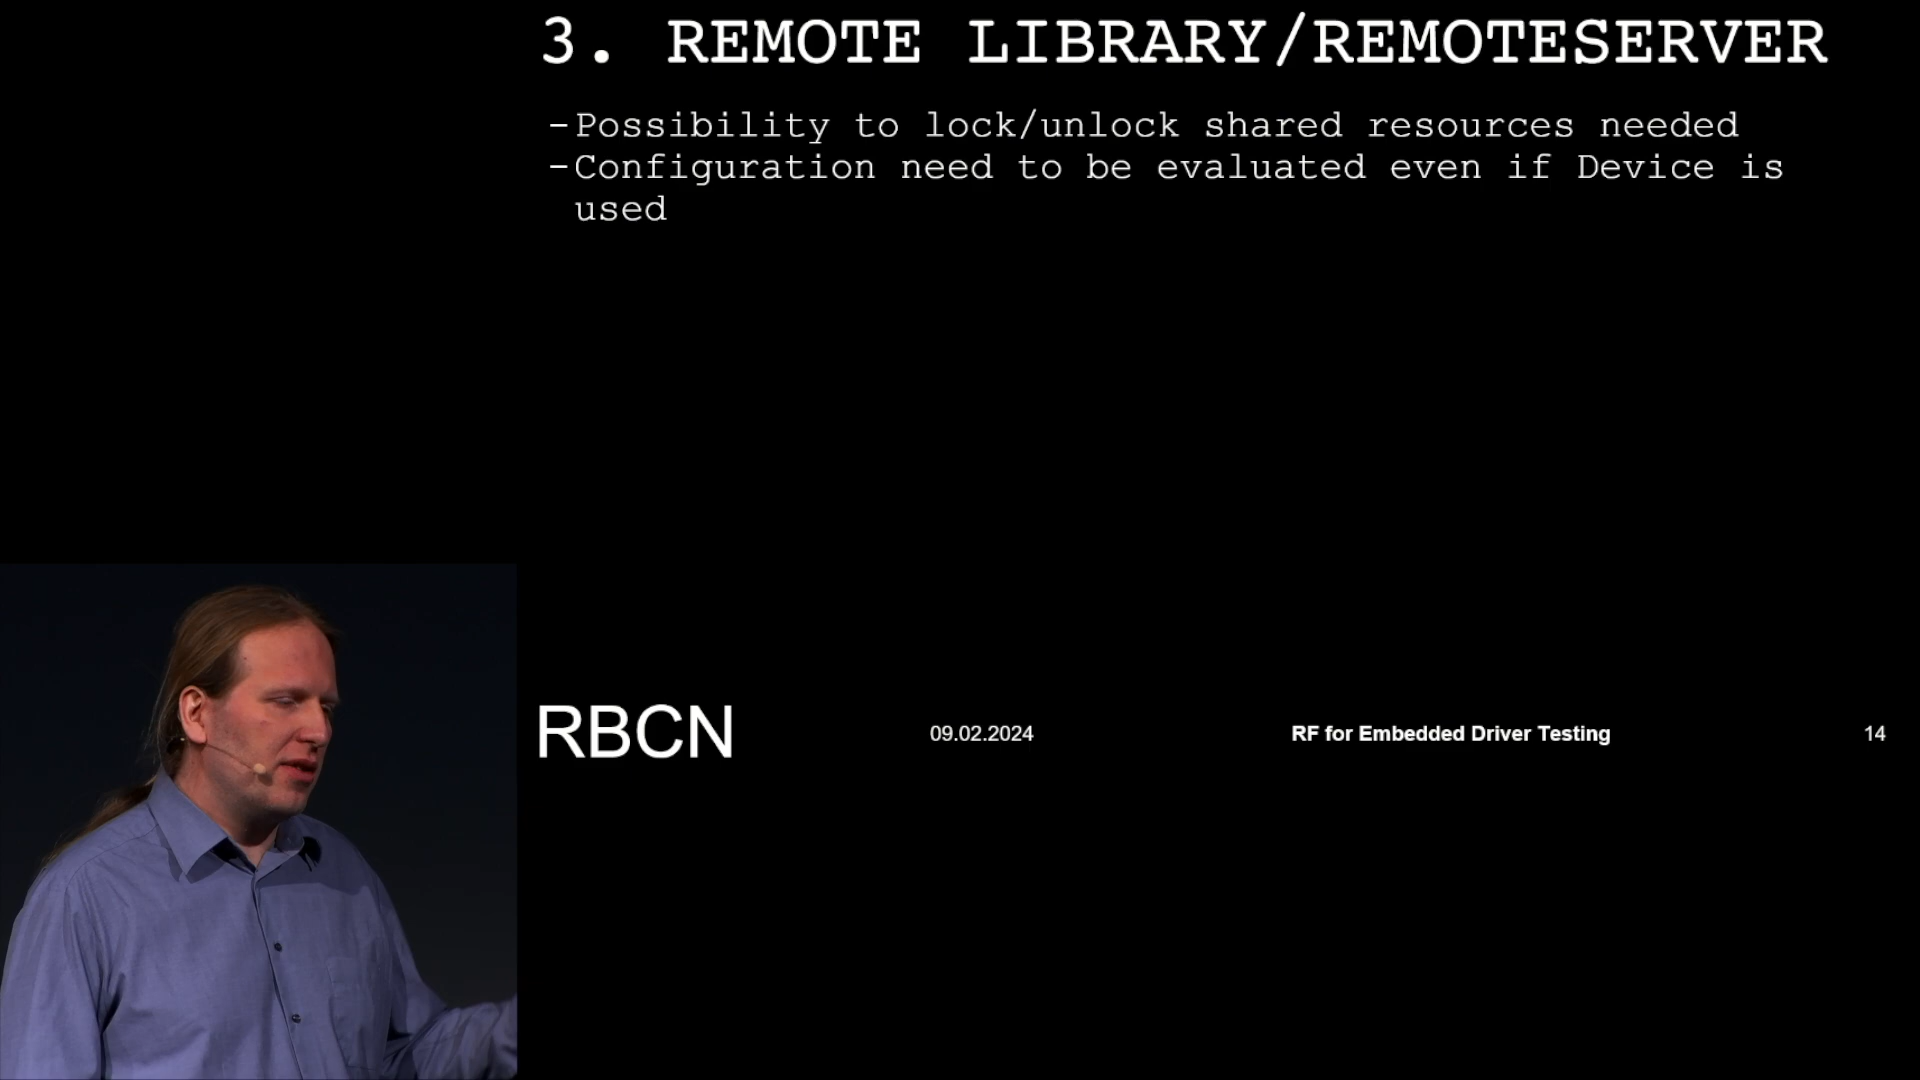 3. REMOTE LIBRARY/REMOTESERVER
-Possibility to lock/unlock shared resources needed
-Configuration need to be evaluated even if Device is
used
RBCN
09.02.2024
RF for Embedded Driver Testing
14